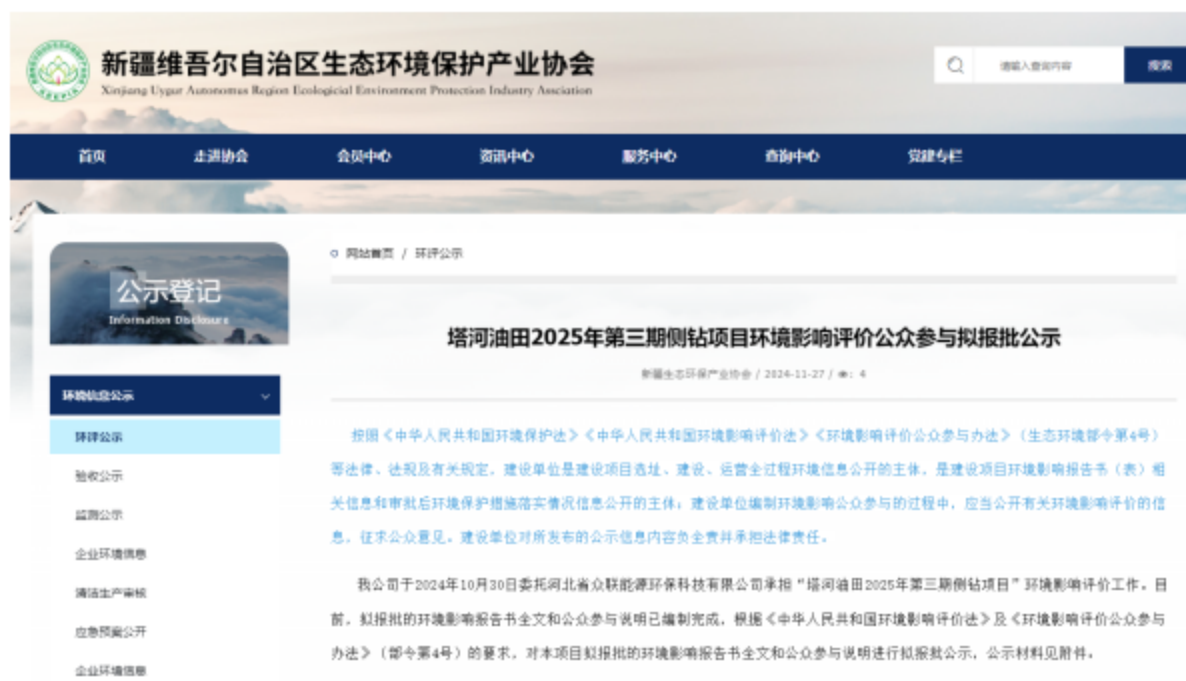 新疆维吾尔自治区生态环境保护产业协会
Xinjiang Uygur Autonomus Region Ecologicial Environment Protection Industry Assciation
请输入查询内容
搜索
首页 走进协会 会员中心 资讯中心 服务中心 查询中心 党建专栏
公示登记
Information Disclosure
网站首页 / 环评公示
塔河油田2025年第三期侧钻项目环境影响评价公众参与拟报批公示
新疆生态环保产业协会 / 2024-11-27 / : 4
环境信息公示
环评公示
验收公示
监测公示
企业环境信息
清洁生产审核
应急预案公开
企业环境信息
按照《中华人民共和国环境保护法》《中华人民共和国环境影响评价法》《环境影响评价公众参与办法》（生态环境部令第4号）
等法律、法规及有关规定，建设单位是建设项目选址、建设、运营全过程环境信息公开的主体，是建设项目环境影响报告书（表）相
关信息和审批后环境保护措施落实情况信息公开的主体；建设单位编制环境影响公众参与的过程中，应当公开有关环境影响评价的信
息，征求公众意见。建设单位对所发布的公示信息内容负全责并承担法律责任。
我公司于2024年10月30日委托河北省众联能源环保科技有限公司承担“塔河油田2025年第三期侧钻项目”环境影响评价工作。目
前，拟报批的环境影响报告书全文和公众参与说明已编制完成，根据《中华人民共和国环境影响评价法》及《环境影响评价公众参与
办法》（部令第4号）的要求，对本项目拟报批的环境影响报告书全文和公众参与说明进行拟报批公示，公示材料见附件。